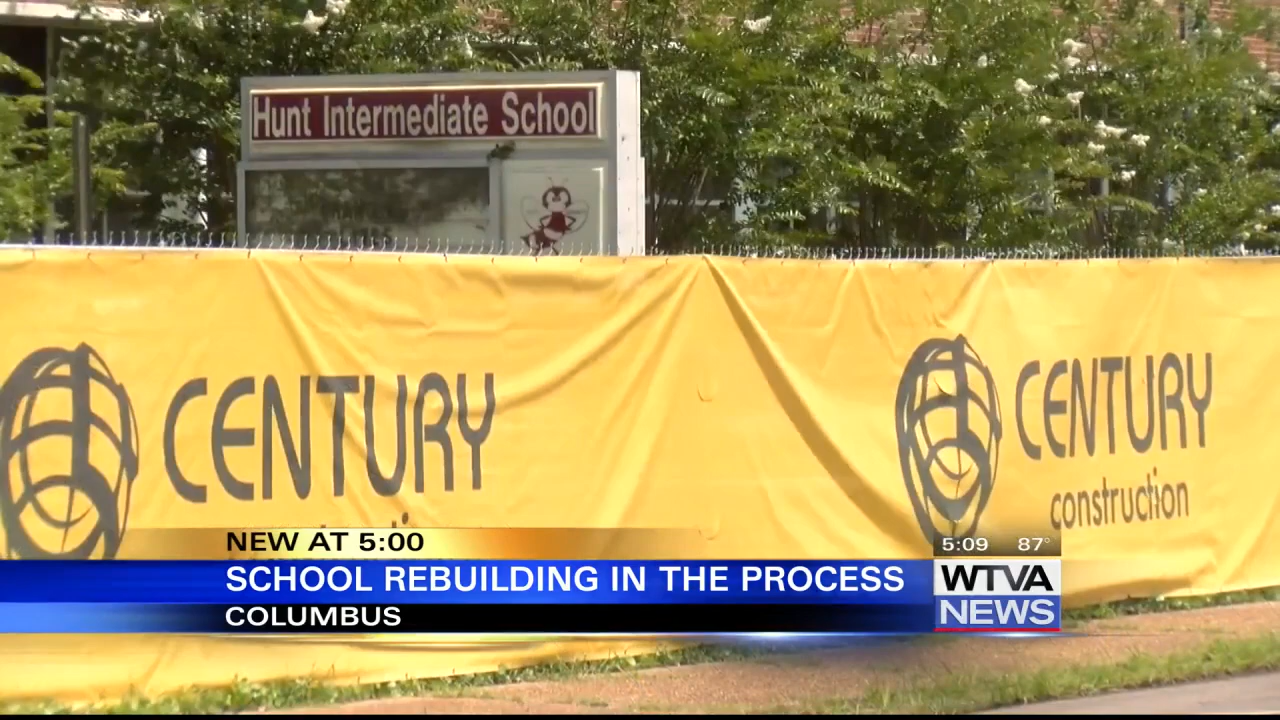 Hunt Intermediate School
CENTURY
CENTURY
construction
NEW AT 5:00
5:09 87°
SCHOOL REBUILDING IN THE PROCESS
COLUMBUS
WTVA
NEWS